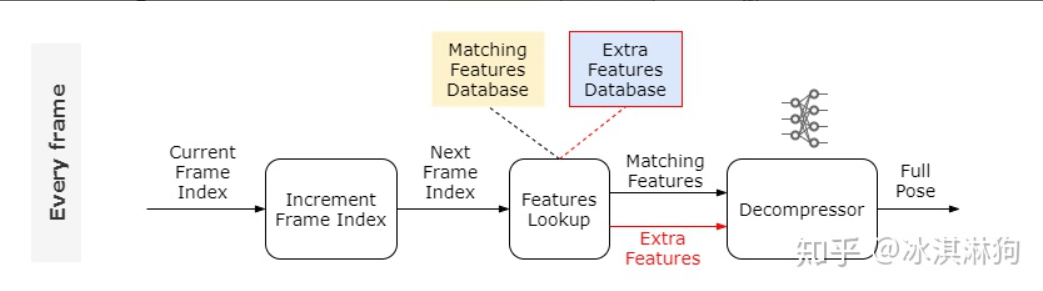 Every frame
Current
Frame
Index
Increment
Frame Index
Next
Frame
Index
Matching
Features
Database
Extra
Features
Database
Features
Lookup
Matching
Features
Extra
Features
Decompressor
Full
Pose
知乎 @冰淇淋狗